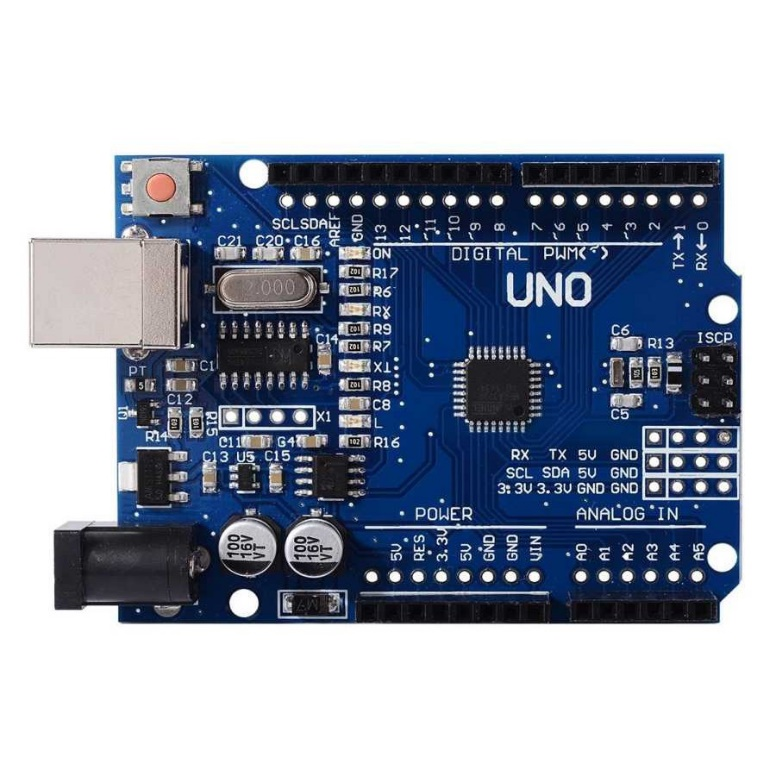 SCL SDA AREF GND 13 12 11 10 9 8 7 6 5 4 3 2 TX→1 RX←0
DIGITAL PWM(~)
UNO
C21 C20 C16
ON
R17
R6
RX
R9
R7
TX
R8
C8
L
R16
C14
C1
PT
C12
U1
R14
R15
X1
C11 G4
C13 U5 C15
C6
R13
ISCP
C5
RX TX 5V GND
SCL SDA 5V GND
3.3V 3.3V GND GND
POWER
ANALOG IN
5V RES 3.3V 5V GND GND VIN
A0 A1 A2 A3 A4 A5
100
16V
VT
100
16V
VT
M7